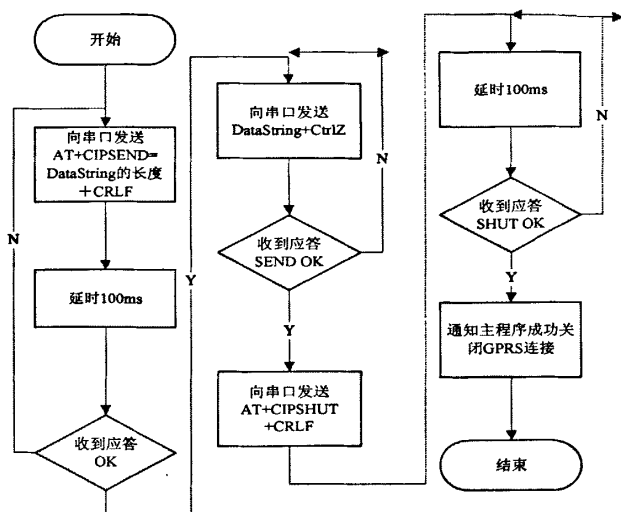 开始
向串口发送
AT+CIPSEND=
DataString的长度
+CRLF
N
延时100ms
收到应答
OK
Y
向串口发送
DataString+CtrlZ
N
收到应答
SEND OK
Y
向串口发送
AT+CIPSHUT
+CRLF
延时100ms
N
收到应答
SHUT OK
Y
通知主程序成功关
闭GPRS连接
结束